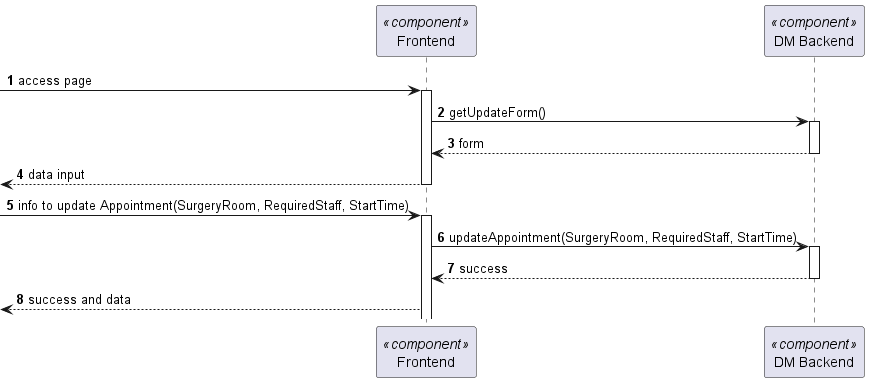 «component»
Frontend
«component»
DM Backend
1 access page
2 getUpdateForm()
3 form
4 data input
5 info to update Appointment(SurgeryRoom, RequiredStaff, StartTime)
6 updateAppointment(SurgeryRoom, RequiredStaff, StartTime)
7 success
8 success and data
«component»
Frontend
«component»
DM Backend